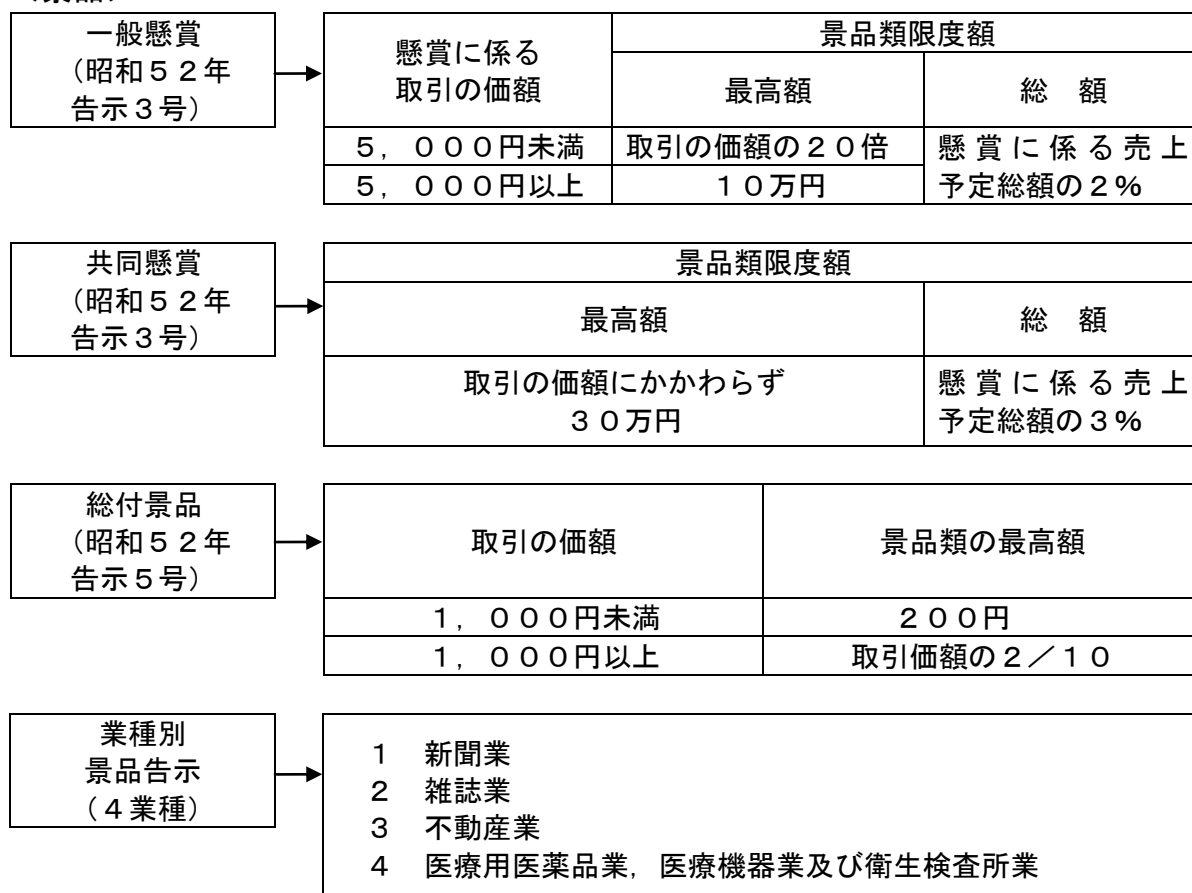 一般懸賞
（昭和５２年
告示３号）
懸賞に係る
取引の価額
景品類限度額
最高額
総　額
５，０００円未満
取引の価額の２０倍
懸賞に係る売上
予定総額の２％
５，０００円以上
１０万円
共同懸賞
（昭和５２年
告示３号）
景品類限度額
最高額
総　額
取引の価額にかかわらず
３０万円
懸賞に係る売上
予定総額の３％
総付景品
（昭和５２年
告示５号）
取引の価額
景品類の最高額
１，０００円未満
２００円
１，０００円以上
取引価額の２／１０
業種別
景品告示
（４業種）
１　新聞業
２　雑誌業
３　不動産業
４　医療用医薬品業，医療機器業及び衛生検査所業